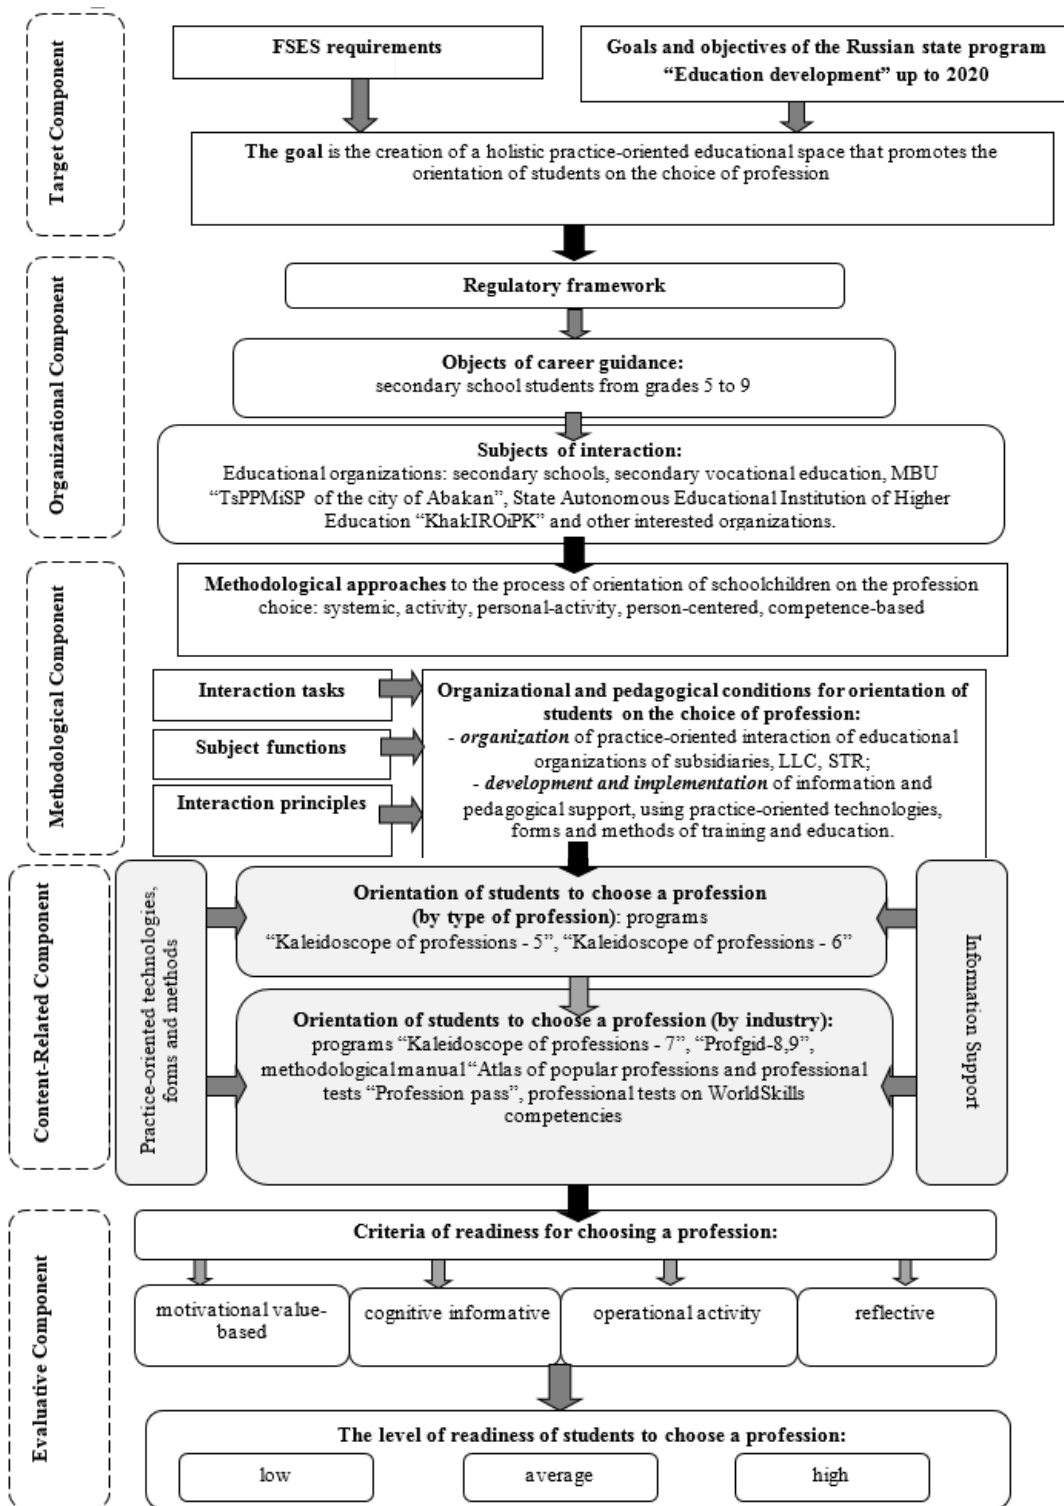 Target Component
FSES requirements
Goals and objectives of the Russian state program
“Education development” up to 2020
The goal is the creation of a holistic practice-oriented educational space that promotes the
orientation of students on the choice of profession
Organizational Component
Regulatory framework
Objects of career guidance:
secondary school students from grades 5 to 9
Subjects of interaction:
Educational organizations: secondary schools, secondary vocational education, MBU
“TsPPMiSP of the city of Abakan”, State Autonomous Educational Institution of Higher
Education “KhakIROiPK” and other interested organizations.
Methodological Component
Methodological approaches to the process of orientation of schoolchildren on the profession
choice: systemic, activity, personal-activity, person-centered, competence-based
Interaction tasks
Subject functions
Interaction principles
Organizational and pedagogical conditions for orientation of
students on the choice of profession:
- organization of practice-oriented interaction of educational
organizations of subsidiaries, LLC, STR;
- development and implementation of information and
pedagogical support, using practice-oriented technologies,
forms and methods of training and education.
Content-Related Component
Practice-oriented technologies,
forms and methods
Orientation of students to choose a profession
(by type of profession): programs
“Kaleidoscope of professions - 5”, “Kaleidoscope of professions - 6”
Orientation of students to choose a profession (by industry):
programs “Kaleidoscope of professions - 7”, “Profgid-8,9”,
methodological manual “Atlas of popular professions and professional
tests “Profession pass”, professional tests on WorldSkills
competencies
Information Support
Evaluative Component
Criteria of readiness for choosing a profession:
motivational value-
based
cognitive informative
operational activity
reflective
The level of readiness of students to choose a profession:
low
average
high